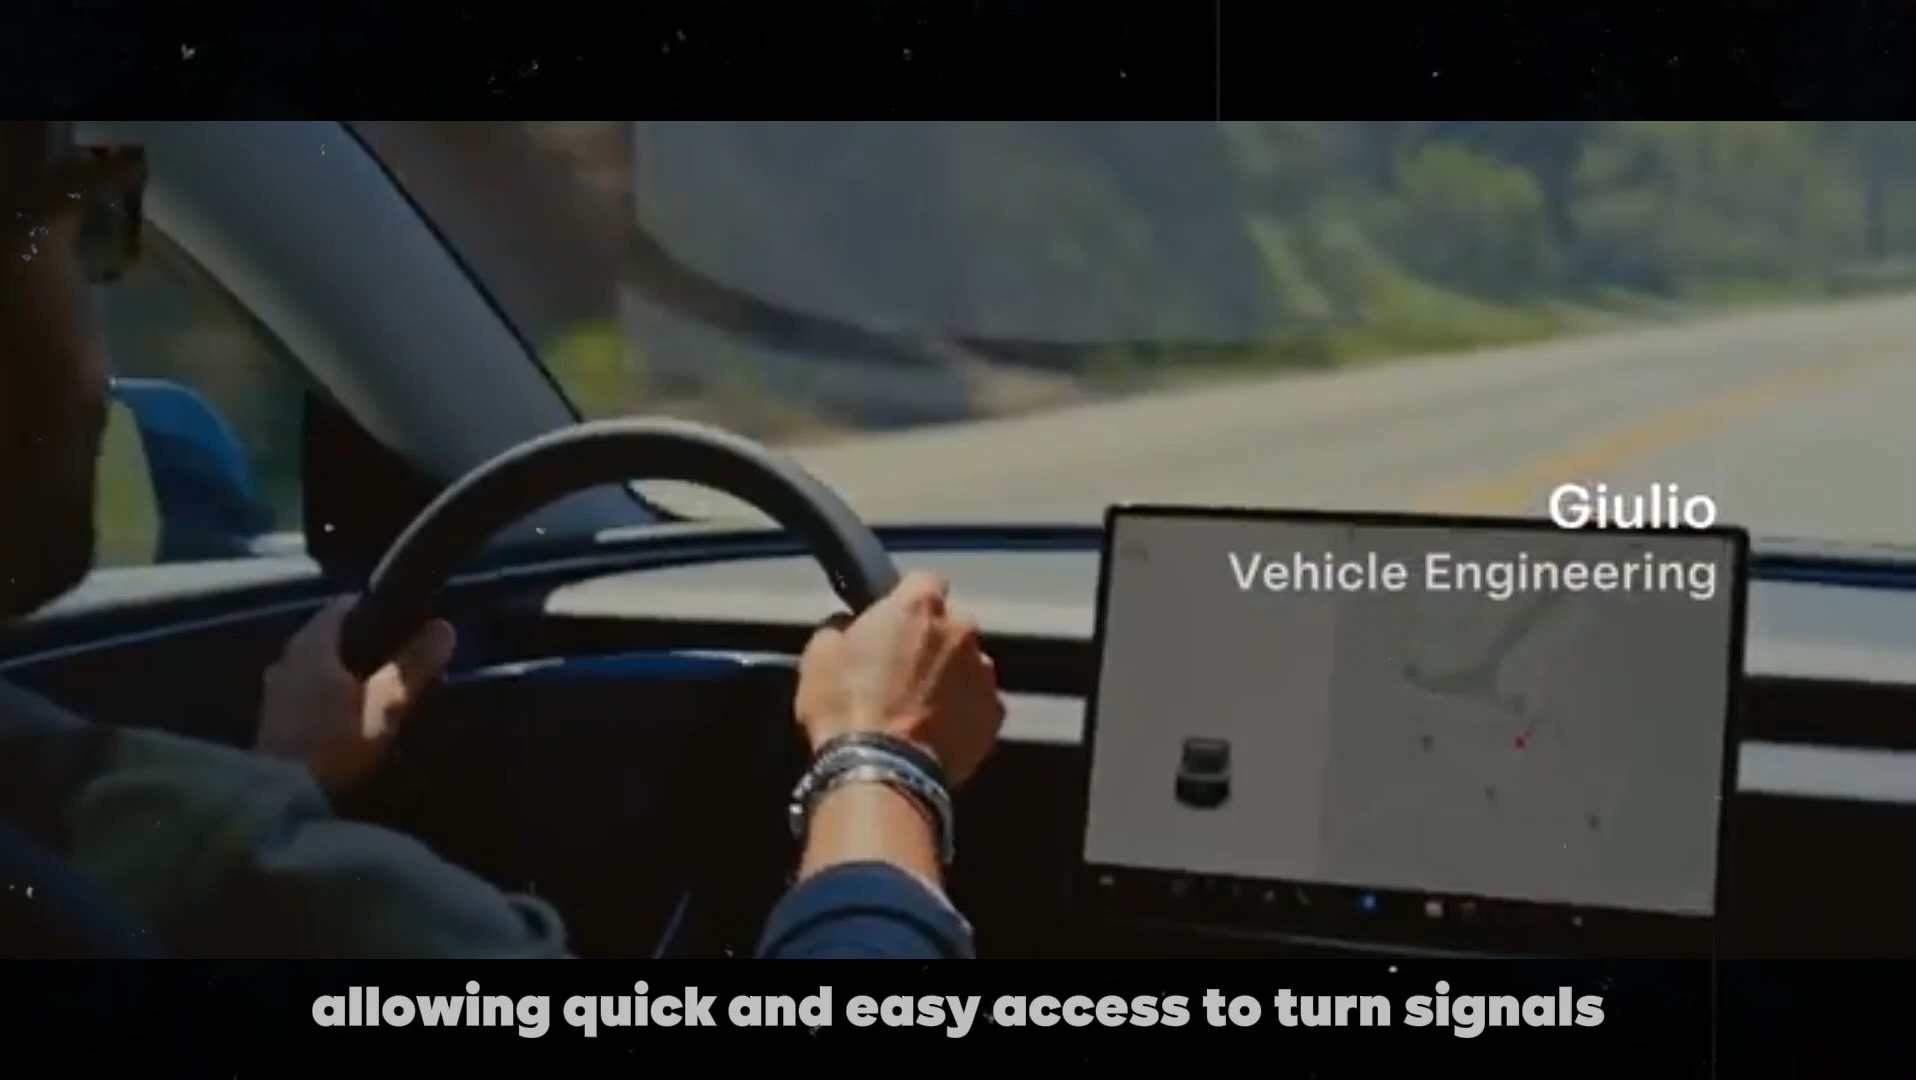 Giulio
Vehicle Engineering
allowing quick and easy access to turn signals